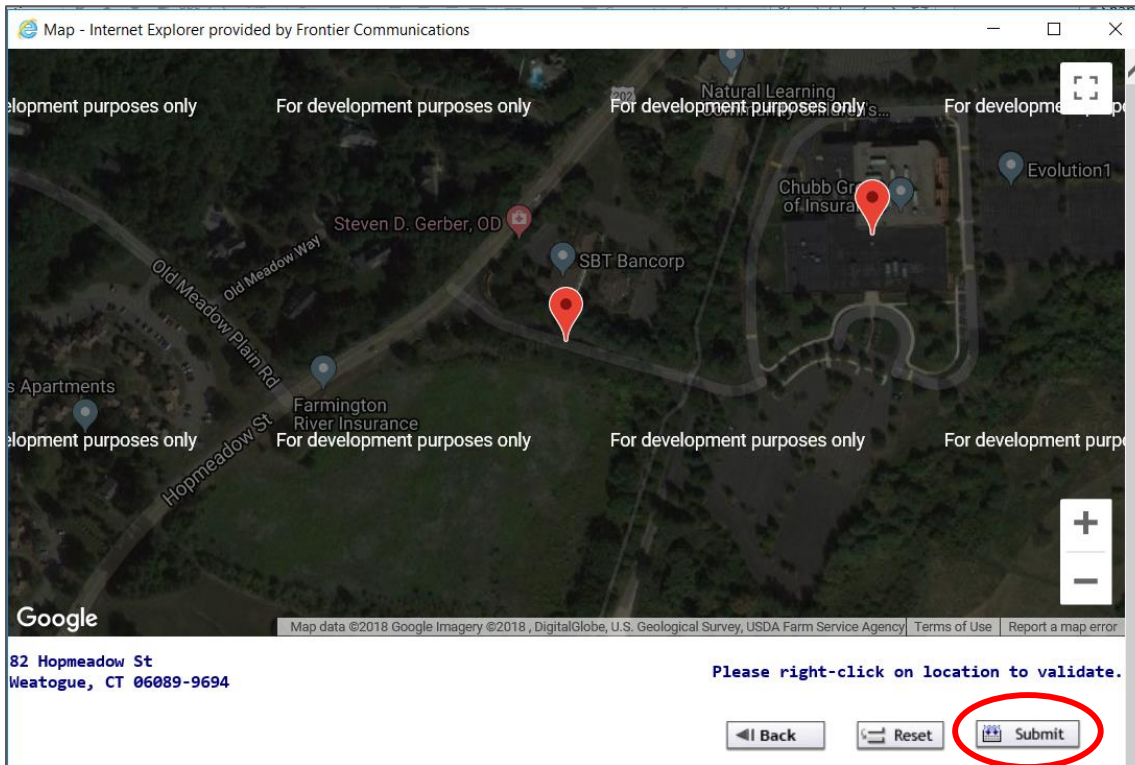 Map - Internet Explorer provided by Frontier Communications
202
Natural Learning
elopment purposes only For development purposes only For development purposes only For development
Evolution1
Chubb
of Insurance
Steven D. Gerber, OD
Old Meadow Way
SBT Bancorp
Old Meadow Plain Rd
s Apartments
Farmington
River Insurance
Hopmeadow St
elopment purposes only For development purposes only For development purposes only For development purpo
Google
Map data ©2018 Google Imagery ©2018 , DigitalGlobe, U.S. Geological Survey, USDA Farm Service Agency Terms of Use Report a map error
82 Hopmeadow St
Weatogue, CT 06089-9694
Please right-click on location to validate.
Back Reset Submit